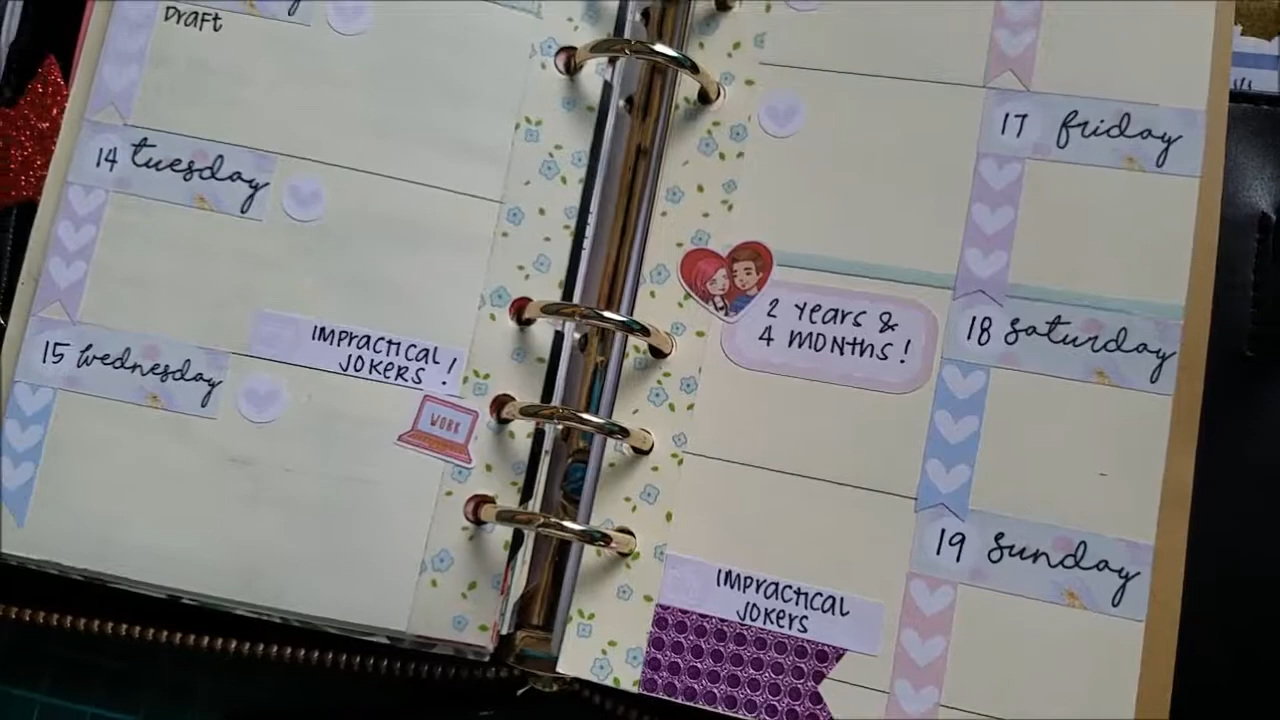 Draft
14 tuesday
IMPractical
Jokers !
15 wednesday
WORK
17 friday
2 Years &
4 Months!
18 saturday
19 sunday
IMPractical
Jokers